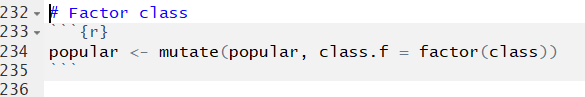 232 # Factor class
233 ```{r}
234 popular <- mutate(popular, class.f = factor(class))
235 ```
236